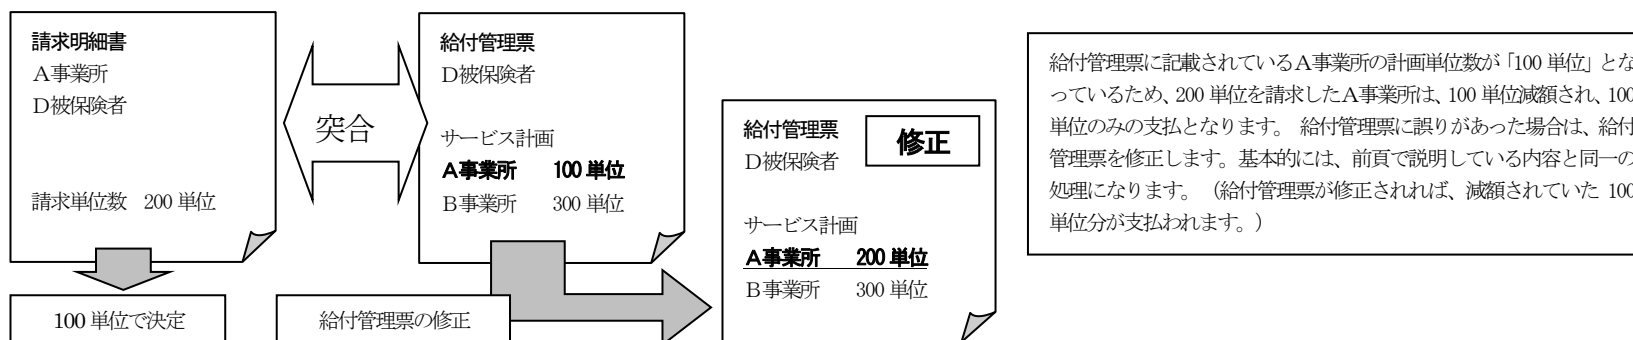 請求明細書
A事業所
D被保険者
請求単位数 200 単位
突合
給付管理票
D被保険者
サービス計画
A事業所 100 単位
B事業所 300 単位
100 単位で決定
給付管理票の修正
給付管理票
修正
D被保険者
サービス計画
A事業所 200 単位
B事業所 300 単位
給付管理票に記載されているA事業所の計画単位数が「100 単位」とな
っているため、200 単位を請求したA事業所は、100 単位減額され、100
単位のみの支払となります。 給付管理票に誤りがあった場合は、給付
管理票を修正します。基本的には、前頁で説明している内容と同一の
処理になります。 （給付管理票が修正されれば、減額されていた 100
単位分が支払われます。）